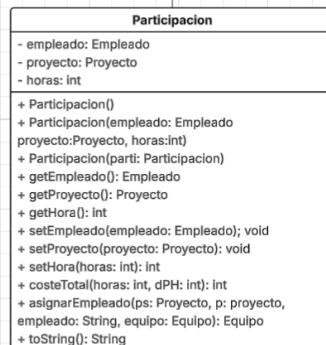 Participacion
- empleado: Empleado
- proyecto: Proyecto
- horas: int
+ Participacion()
+ Participacion(empleado: Empleado
proyecto:Proyecto, horas:int)
+ Participacion(parti: Participacion)
+ getEmpleado(): Empleado
+ getProyecto(): Proyecto
+ getHora(): int
+ setEmpleado(empleado: Empleado); void
+ setProyecto(proyecto: Proyecto): void
+ setHora(horas: int): int
+ costeTotal(horas: int, dPH: int): int
+ asignarEmpleado(ps: Proyecto, p: proyecto,
empleado: String, equipo: Equipo): Equipo
+ toString(): String